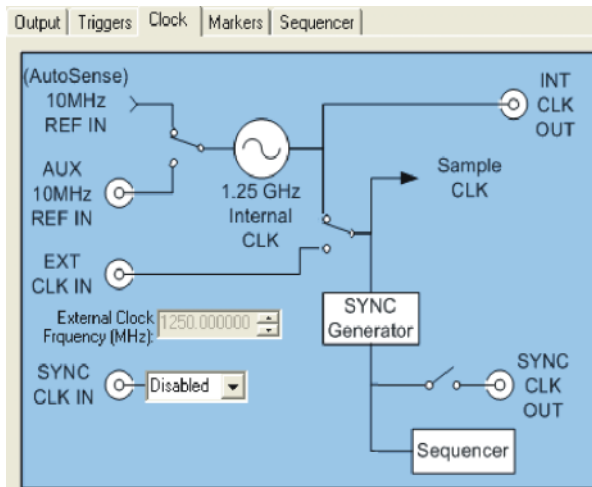 Output Triggers Clock Markers Sequencer
(AutoSense)
10MHz
REF IN
AUX
10MHz
REF IN
1.25 GHz
Internal
CLK
INT
CLK
OUT
Sample
CLK
EXT
CLK IN
External Clock
Frquency (MHz): 1250.000000
SYNC
Generator
SYNC
CLK IN
Disabled
SYNC
CLK
OUT
Sequencer